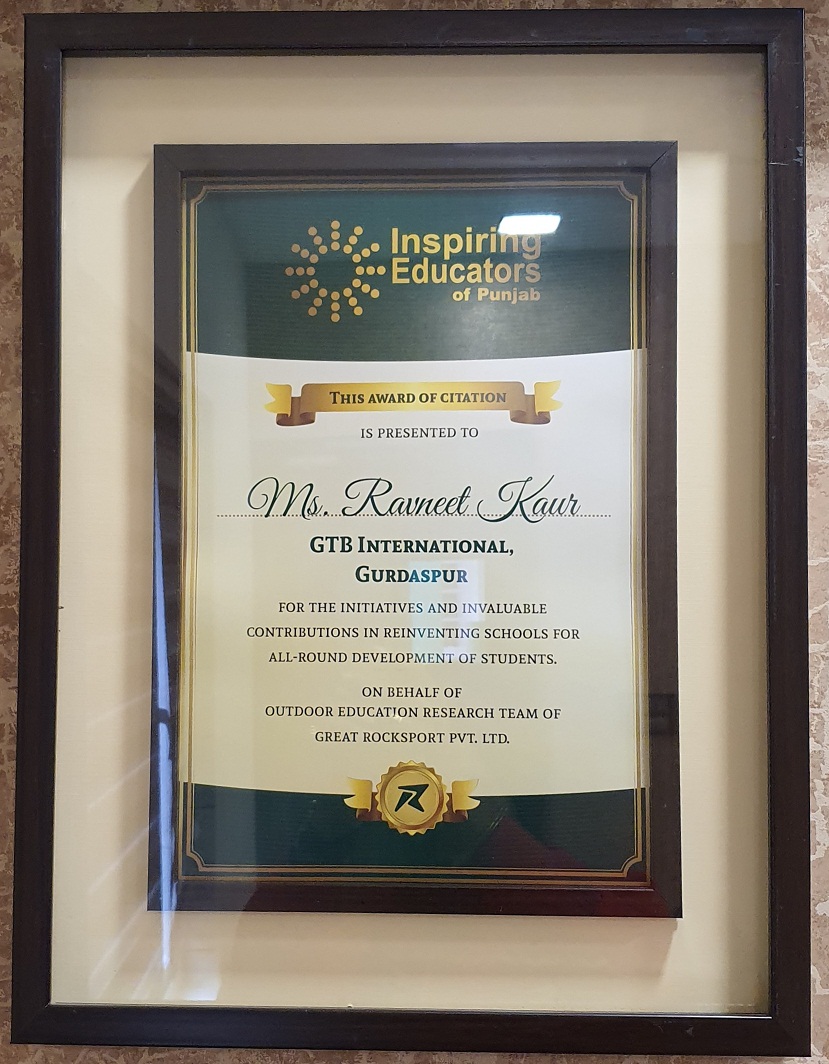 Inspiring
Educators
of Punjab
THIS AWARD OF CITATION
IS PRESENTED TO
Ms. Ravneet Kaur
GTB INTERNATIONAL,
GURDASPUR
FOR THE INITIATIVES AND INVALUABLE
CONTRIBUTIONS IN REINVENTING SCHOOLS FOR
ALL-ROUND DEVELOPMENT OF STUDENTS.
ON BEHALF OF
OUTDOOR EDUCATION RESEARCH TEAM OF
GREAT ROCKSPORT PVT. LTD.